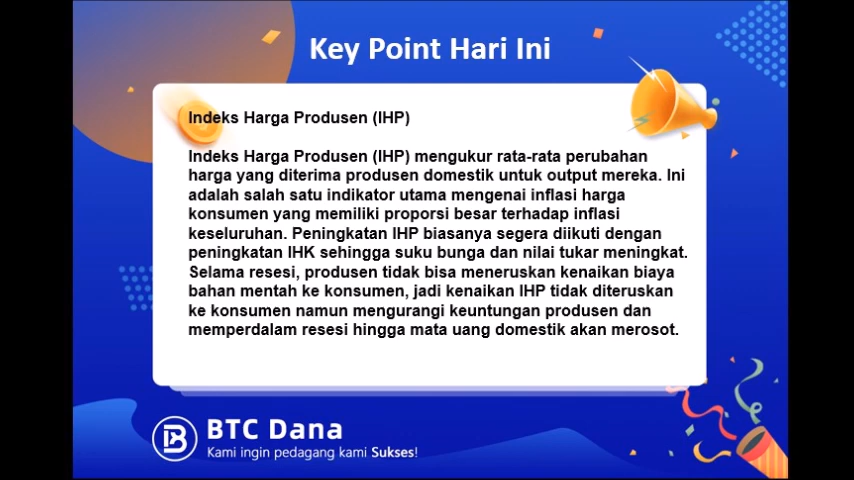 Key Point Hari Ini
Indeks Harga Produsen (IHP)
Indeks Harga Produsen (IHP) mengukur rata-rata perubahan
harga yang diterima produsen domestik untuk output mereka. Ini
adalah salah satu indikator utama mengenai inflasi harga
konsumen yang memiliki proporsi besar terhadap inflasi
keseluruhan. Peningkatan IHP biasanya segera diikuti dengan
peningkatan IHK sehingga suku bunga dan nilai tukar meningkat.
Selama resesi, produsen tidak bisa meneruskan kenaikan biaya
bahan mentah ke konsumen, jadi kenaikan IHP tidak diteruskan
ke konsumen namun mengurangi keuntungan produsen dan
memperdalam resesi hingga mata uang domestik akan merosot.
BTC Dana
Kami ingin pedagang kami Sukses!